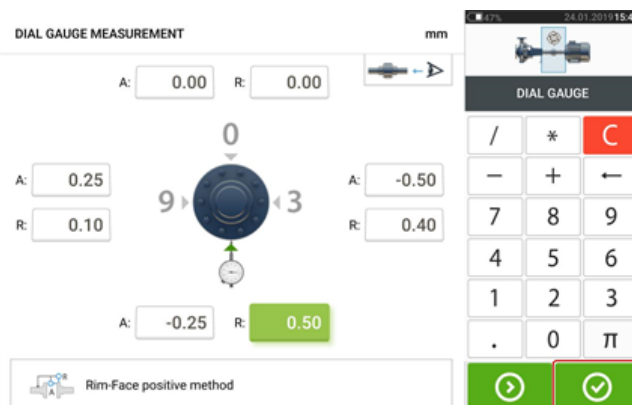 DIAL GAUGE MEASUREMENT
mm
47%
24.01.2019 15:4
A: 0.00 R: 0.00
DIAL GAUGE
0
A: 0.25
R: 0.10
9
3
A: -0.50
R: 0.40
A: -0.25 R: 0.50
R
A
Rim-Face positive method
/ * C
− + ←
7 8 9
4 5 6
1 2 3
. 0 π